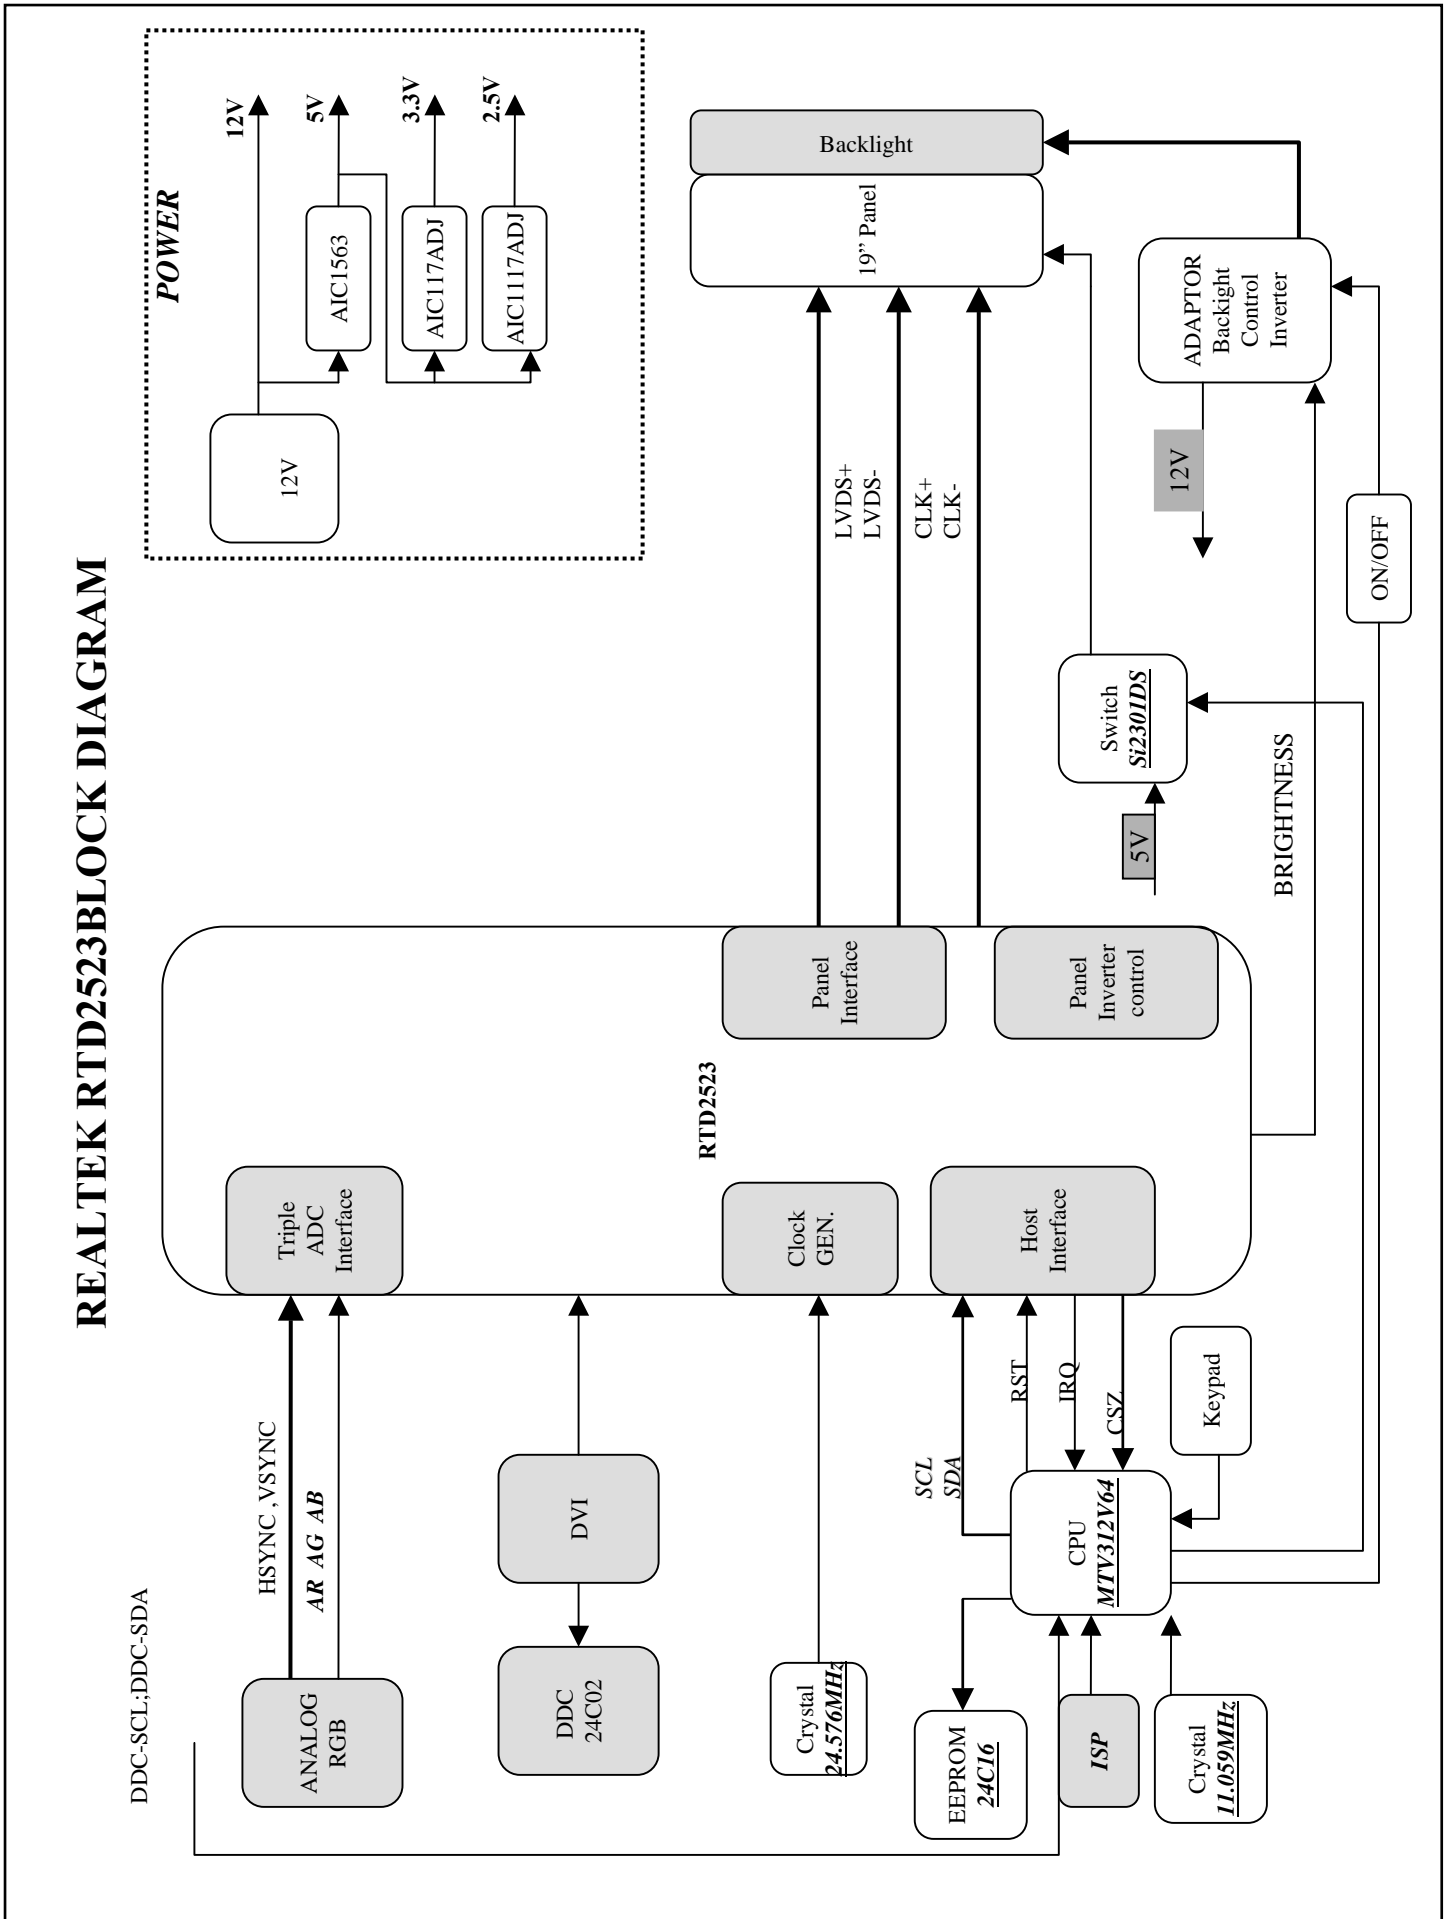 REALTEK RTD2523BLOCK DIAGRAM
DDC-SCL;DDC-SDA
ANALOG
RGB
HSYNC ,VSYNC
AR AG AB
Triple
ADC
Interface
DDC
24C02
DVI
Crystal
24.576MHz
Clock
GEN.
RTD2523
EEPROM
24C16
ISP
Crystal
11.059MHz
CPU
MTV312V64
SCL
SDA
RST
IRQ
CSZ
Keypad
Host
Interface
Panel
Interface
Panel
Inverter
control
LVDS+
LVDS-
CLK+
CLK-
5V
Switch
Si2301DS
BRIGHTNESS
ON/OFF
12V
ADAPTOR
Backight
Control
Inverter
19” Panel
Backlight
POWER
12V
AIC1563
AIC117ADJ
AIC1117ADJ
12V
5V
3.3V
2.5V